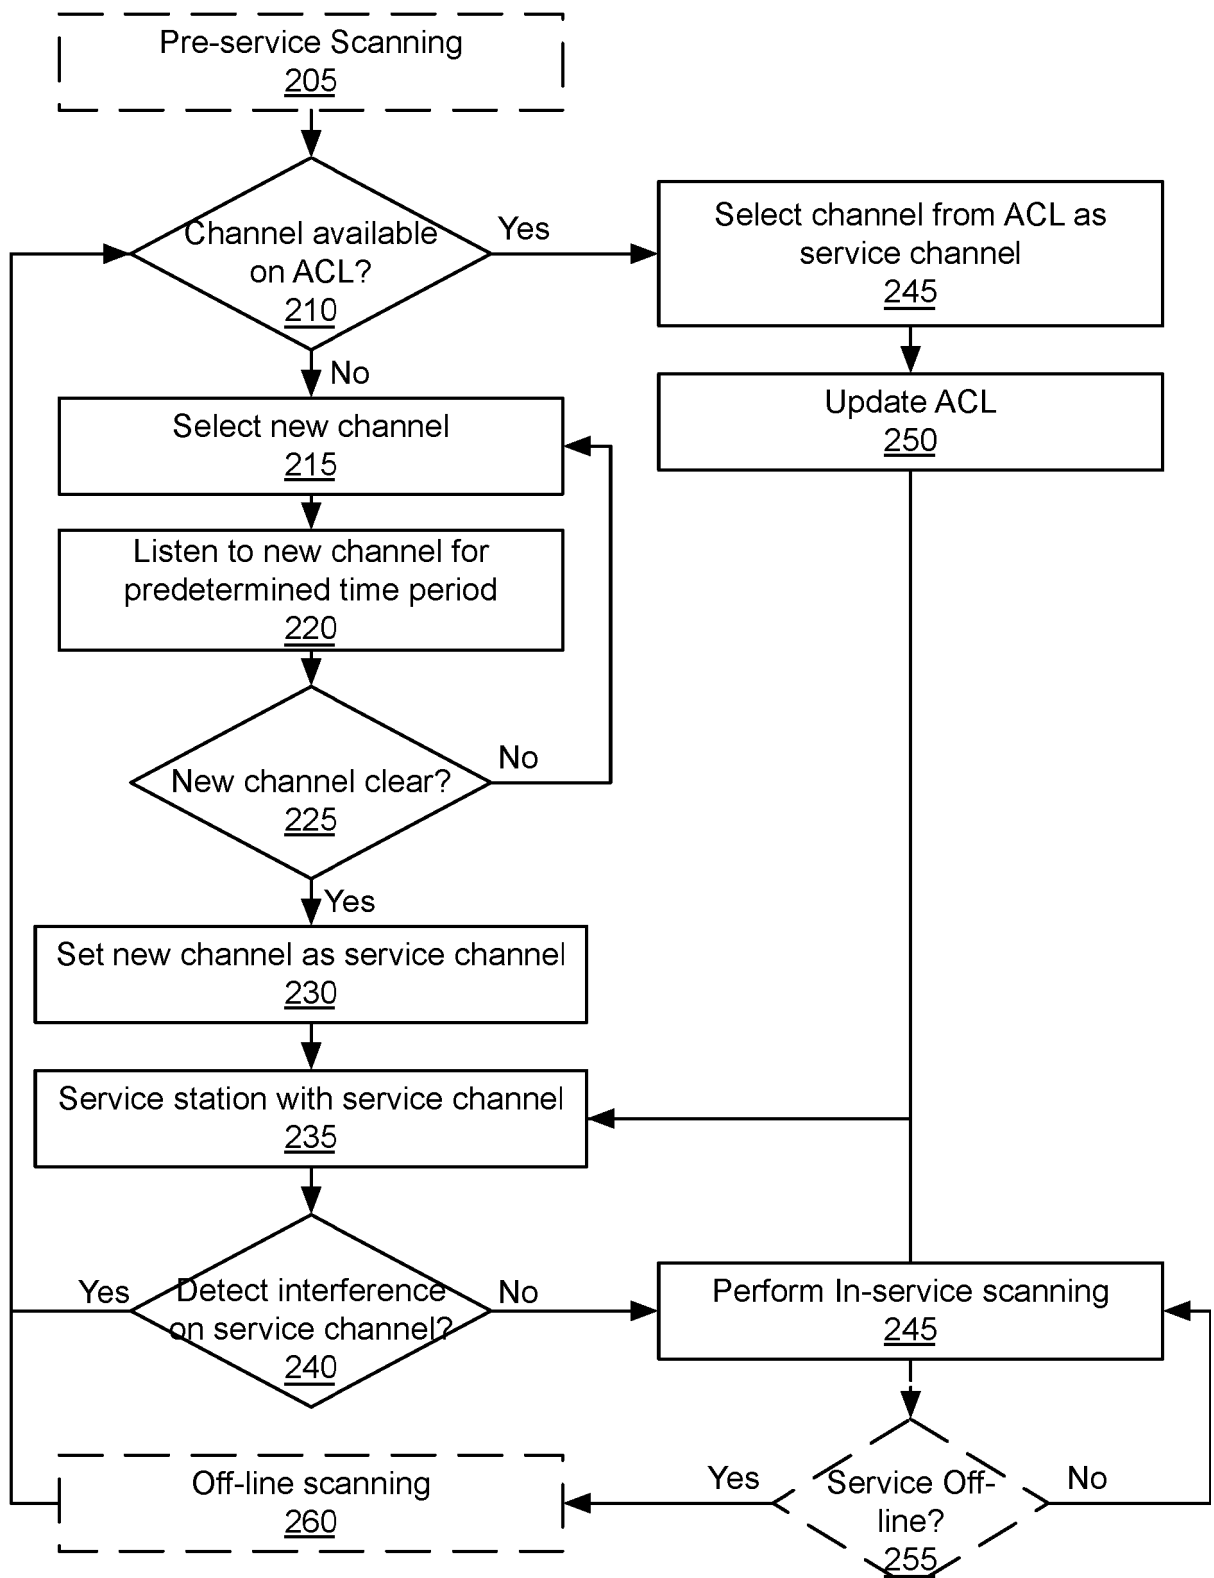 Pre-service Scanning
205
Channel available
on ACL?
210
Yes
Select channel from ACL as
service channel
245
No
Update ACL
250
Select new channel
215
Listen to new channel for
predetermined time period
220
New channel clear?
225
No
Yes
Set new channel as service channel
230
Service station with service channel
235
Detect interference
on service channel?
240
Yes
No
Perform In-service scanning
245
Service Off-
line?
255
Yes
No
Off-line scanning
260